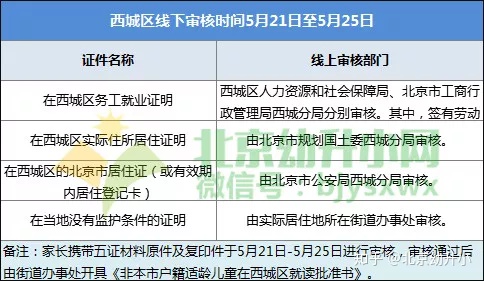 西城区线下审核时间5月21日至5月25日
证件名称
线上审核部门
在西城区务工就业证明
西城区人力资源和社会保障局、北京市工商行
政管理局西城分局分别审核。其中，签有劳动
在西城区实际住所居住证明
由北京市规划国土委西城分局审核。
在西城区的北京市居住证（或有效期
内居住登记卡）
由北京市公安局西城分局审核。
在当地没有监护条件的证明
由实际居住地所在街道办事处审核。
备注：家长携带五证材料原件及复印件于5月21日-5月25日进行审核，审核通过后
由街道办事处开具《非本市户籍适龄儿童在西城区就读批准书》。
北京幼升小网
微信号：bjysxwx
知乎 @北京幼升小